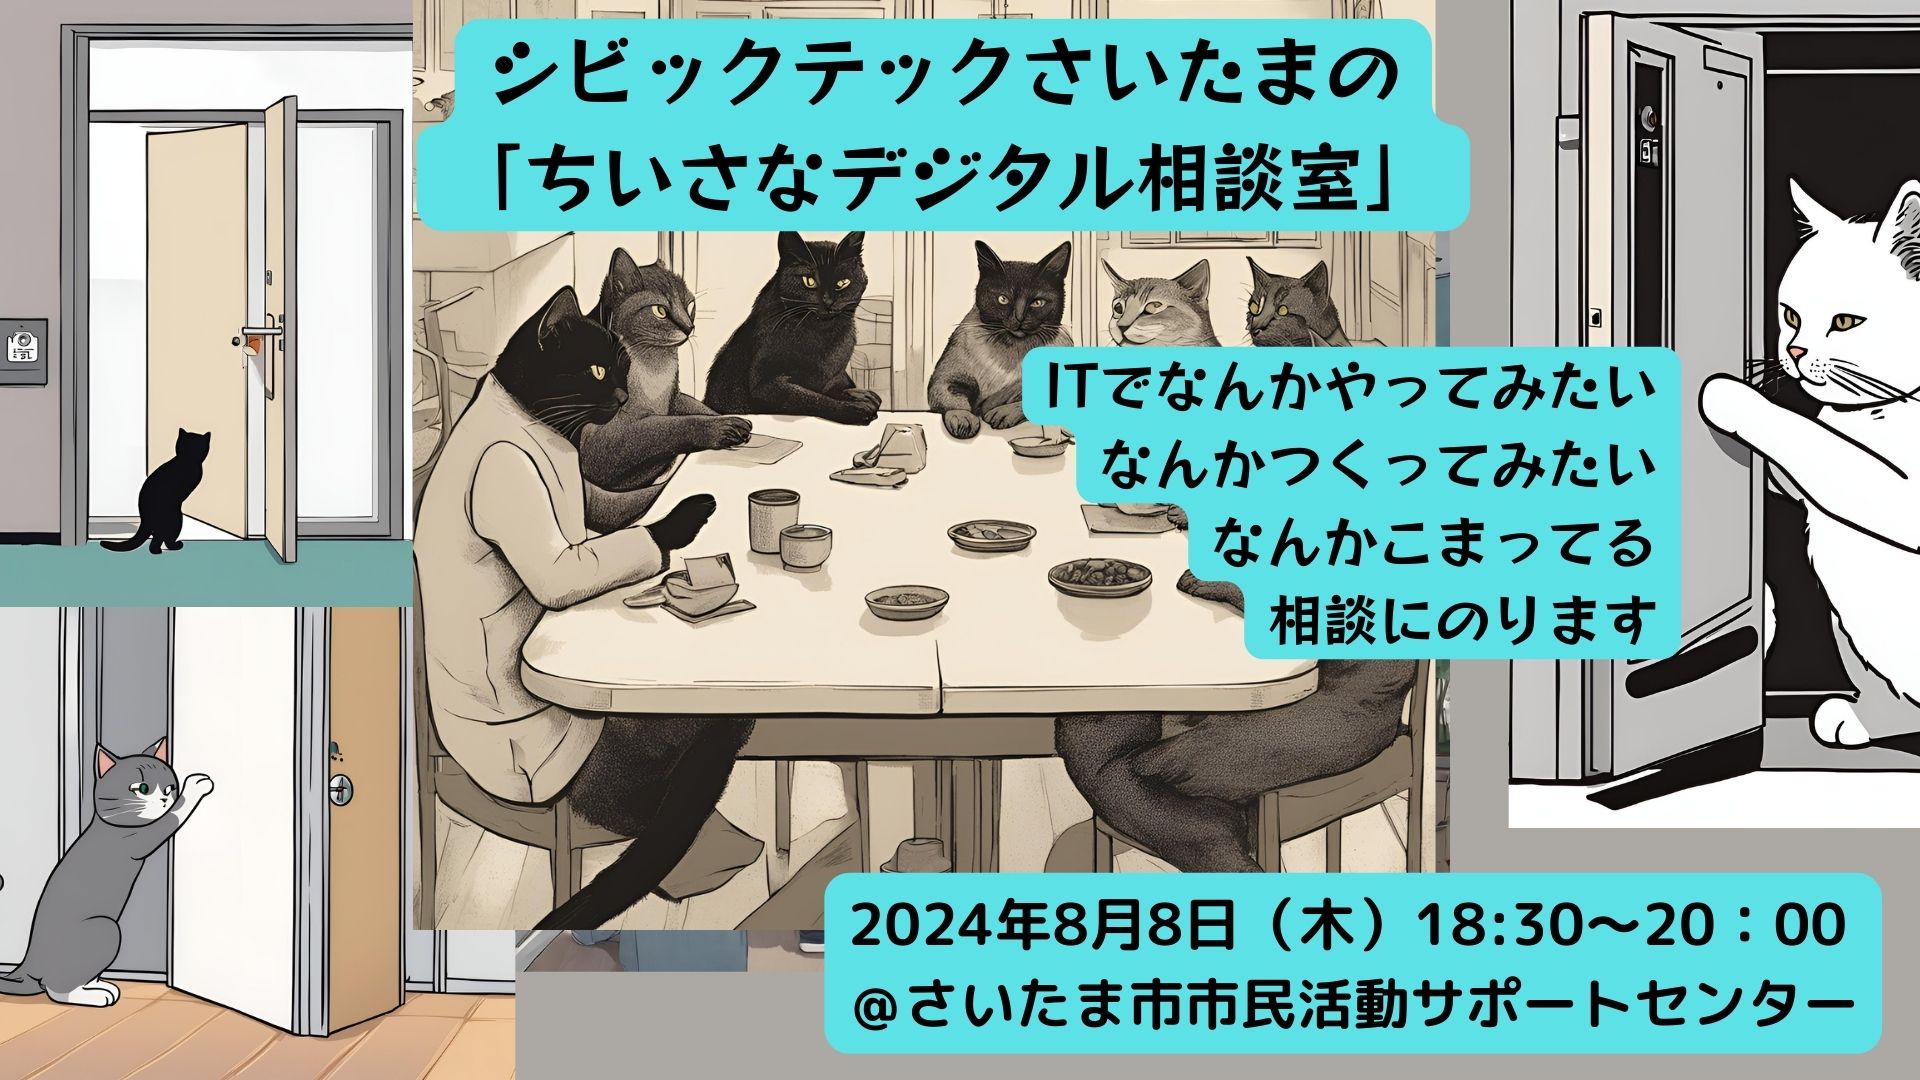 シビックテックさいたまの
「ちいさなデジタル相談室」
ITでなんかやってみたい
なんかつくってみたい
なんかこまってる
相談にのります
2024年8月8日（木）18:30〜20：00
＠さいたま市市民活動サポートセンター